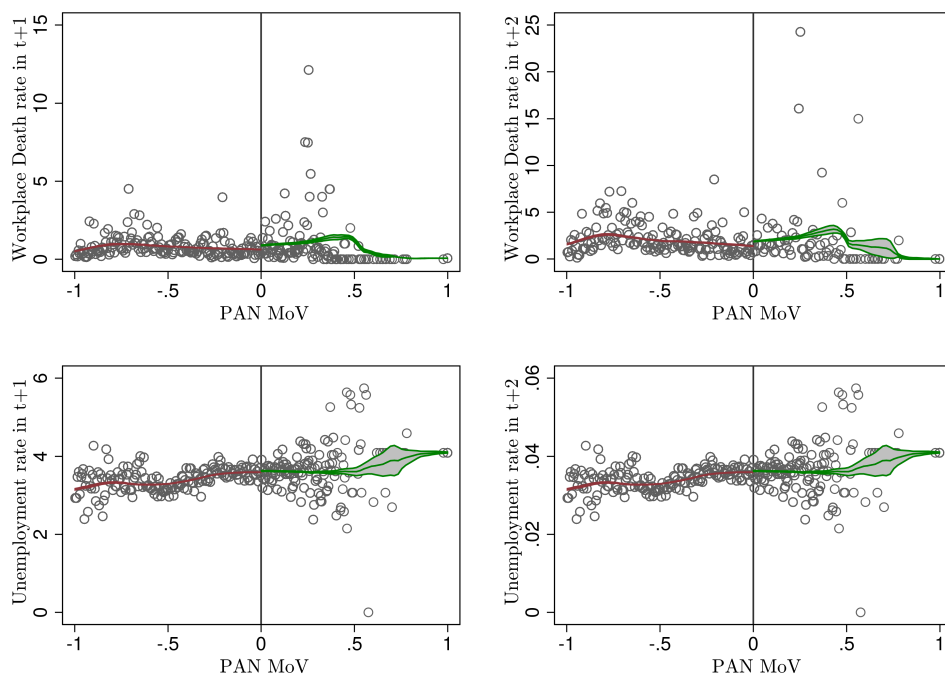 Workplace Death rate in t+1
15
10
5
0
-1 -.5 0 .5 1
PAN MoV
Workplace Death rate in t+2
25
20
15
10
5
0
-1 -.5 0 .5 1
PAN MoV
Unemployment rate in t+1
6
4
2
0
-1 -.5 0 .5 1
PAN MoV
Unemployment rate in t+2
.06
.04
.02
0
-1 -.5 0 .5 1
PAN MoV